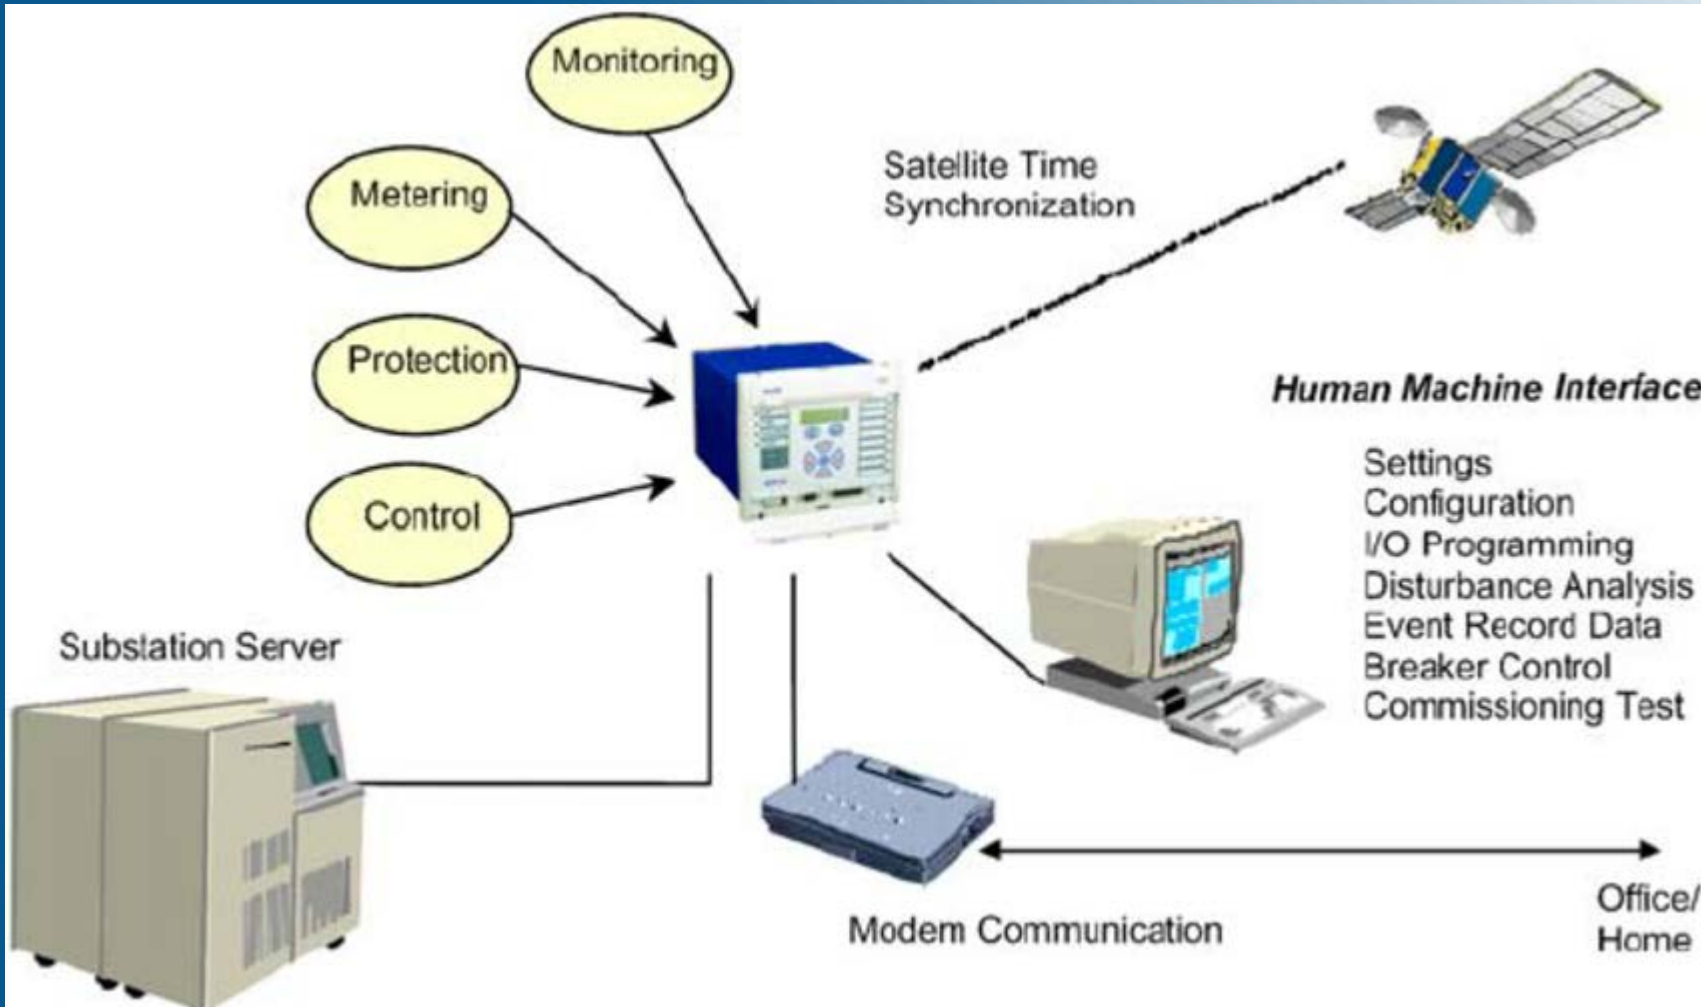 Monitoring
Metering
Satellite Time
Synchronization
Protection
Human Machine Interface
Control
Settings
Configuration
I/O Programming
Disturbance Analysis
Event Record Data
Breaker Control
Commissioning Test
Substation Server
Modem Communication
Office/
Home